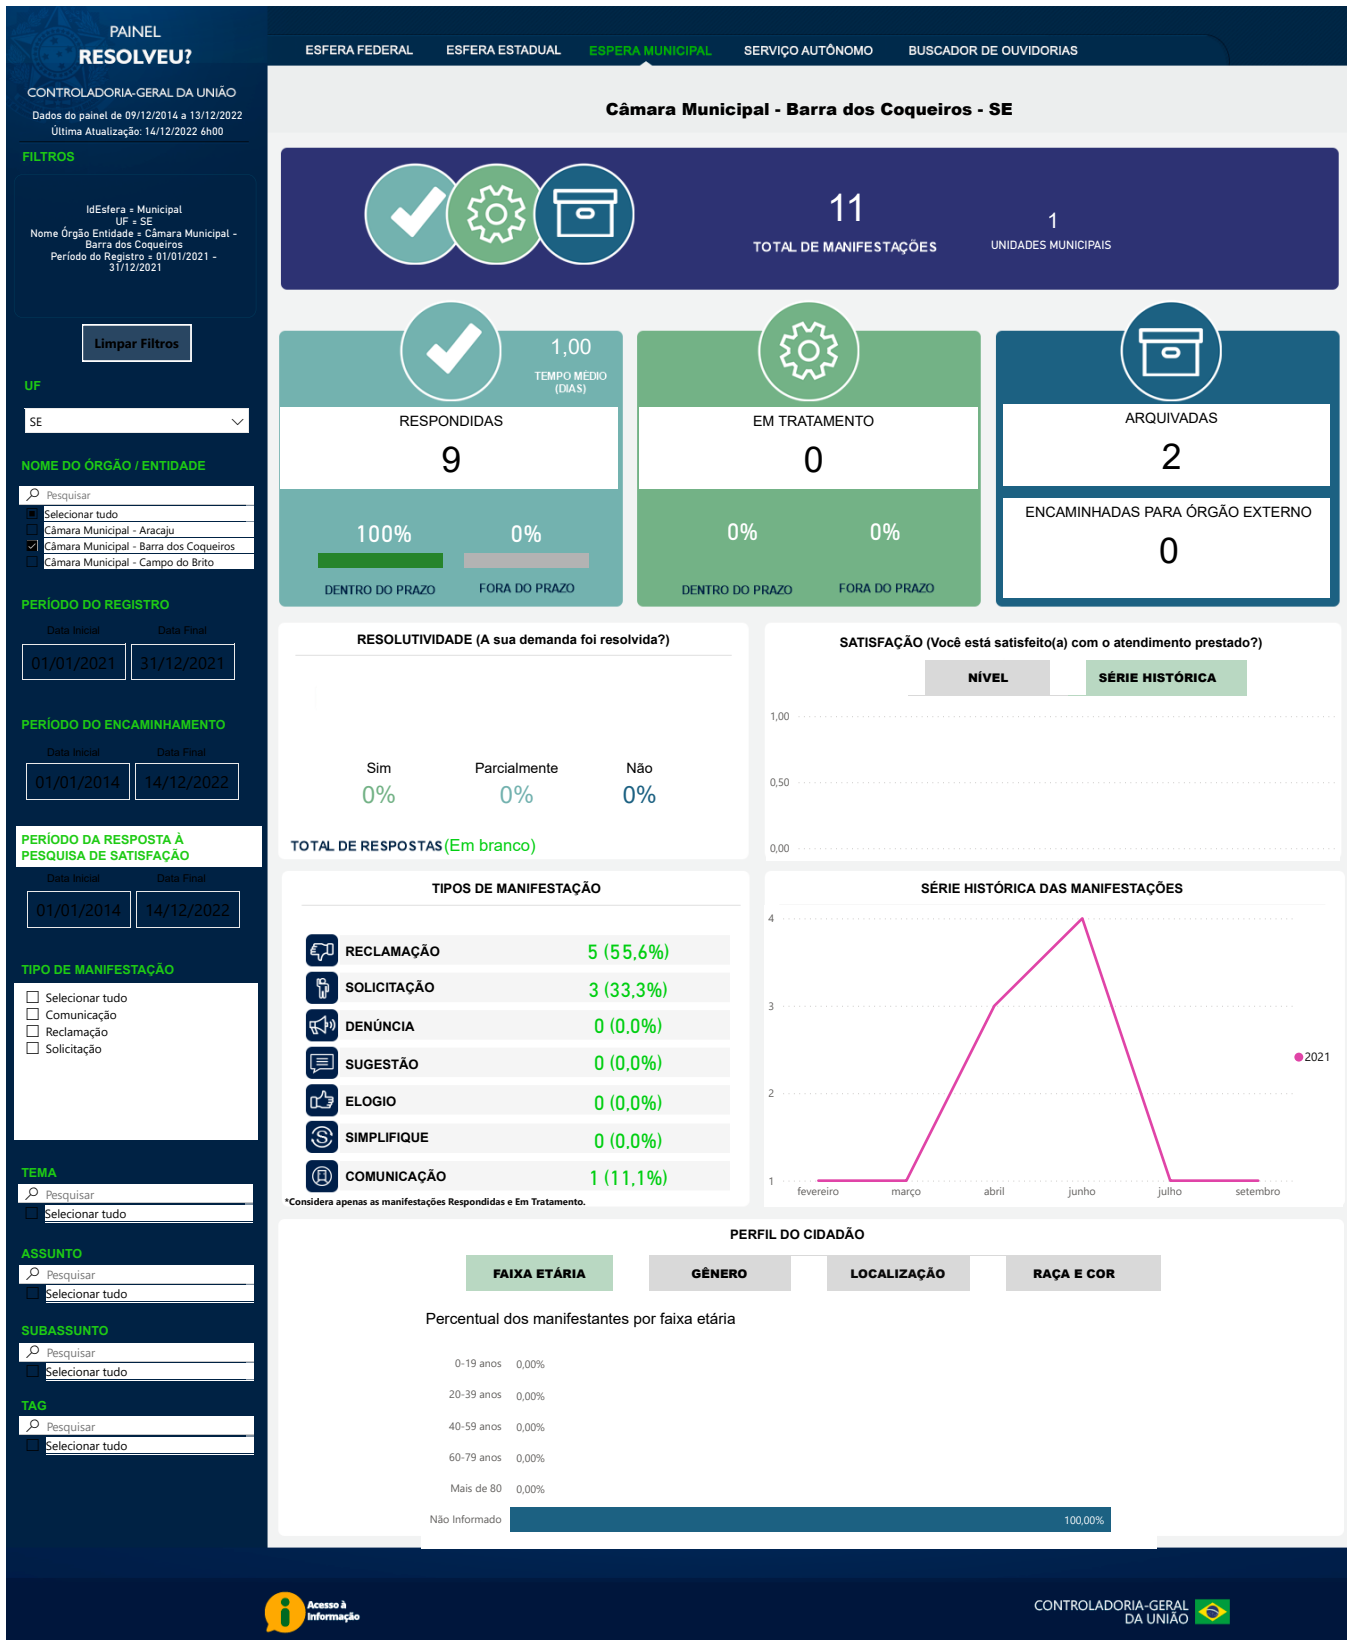 PAINEL
RESOLVEU?
CONTROLADORIA-GERAL DA UNIÃO
Dados do painel de 09/12/2014 a 13/12/2022
Última Atualização: 14/12/2022 6h00
FILTROS
IdEsfera = Municipal
UF = SE
Nome Órgão Entidade = Câmara Municipal -
Barra dos Coqueiros
Período do Registro = 01/01/2021 -
31/12/2021
Limpar Filtros
UF
SE
NOME DO ÓRGÃO / ENTIDADE
Pesquisar
Selecionar tudo
Câmara Municipal - Aracaju
Câmara Municipal - Barra dos Coqueiros
Câmara Municipal - Campo do Brito
PERÍODO DO REGISTRO
Data Inicial Data Final
01/01/2021 31/12/2021
PERÍODO DO ENCAMINHAMENTO
Data Inicial Data Final
01/01/2014 14/12/2022
PERÍODO DA RESPOSTA À
PESQUISA DE SATISFAÇÃO
Data Inicial Data Final
01/01/2014 14/12/2022
TIPO DE MANIFESTAÇÃO
Selecionar tudo
Comunicação
Reclamação
Solicitação
TEMA
Pesquisar
Selecionar tudo
ASSUNTO
Pesquisar
Selecionar tudo
SUBASSUNTO
Pesquisar
Selecionar tudo
TAG
Pesquisar
Selecionar tudo
ESFERA FEDERAL ESFERA ESTADUAL ESPERA MUNICIPAL SERVIÇO AUTÔNOMO BUSCADOR DE OUVIDORIAS
Câmara Municipal - Barra dos Coqueiros - SE
11
TOTAL DE MANIFESTAÇÕES
1
UNIDADES MUNICIPAIS
1,00
TEMPO MÉDIO
(DIAS)
RESPONDIDAS
9
100% 0%
DENTRO DO PRAZO FORA DO PRAZO
EM TRATAMENTO
0
0% 0%
DENTRO DO PRAZO FORA DO PRAZO
ARQUIVADAS
2
ENCAMINHADAS PARA ÓRGÃO EXTERNO
0
RESOLUTIVIDADE (A sua demanda foi resolvida?)
Sim Parcialmente Não
0% 0% 0%
TOTAL DE RESPOSTAS (Em branco)
SATISFAÇÃO (Você está satisfeito(a) com o atendimento prestado?)
NÍVEL SÉRIE HISTÓRICA
1,00
0,50
0,00
TIPOS DE MANIFESTAÇÃO
RECLAMAÇÃO 5 (55,6%)
SOLICITAÇÃO 3 (33,3%)
DENÚNCIA 0 (0,0%)
SUGESTÃO 0 (0,0%)
ELOGIO 0 (0,0%)
SIMPLIFIQUE 0 (0,0%)
COMUNICAÇÃO 1 (11,1%)
*Considera apenas as manifestações Respondidas e Em Tratamento.
SÉRIE HISTÓRICA DAS MANIFESTAÇÕES
4
3
2
1
fevereiro março abril junho julho setembro
2021
PERFIL DO CIDADÃO
FAIXA ETÁRIA GÊNERO LOCALIZAÇÃO RAÇA E COR
Percentual dos manifestantes por faixa etária
0-19 anos 0,00%
20-39 anos 0,00%
40-59 anos 0,00%
60-79 anos 0,00%
Mais de 80 0,00%
Não Informado 100,00%
Acesso à
Informação
CONTROLADORIA-GERAL
DA UNIÃO